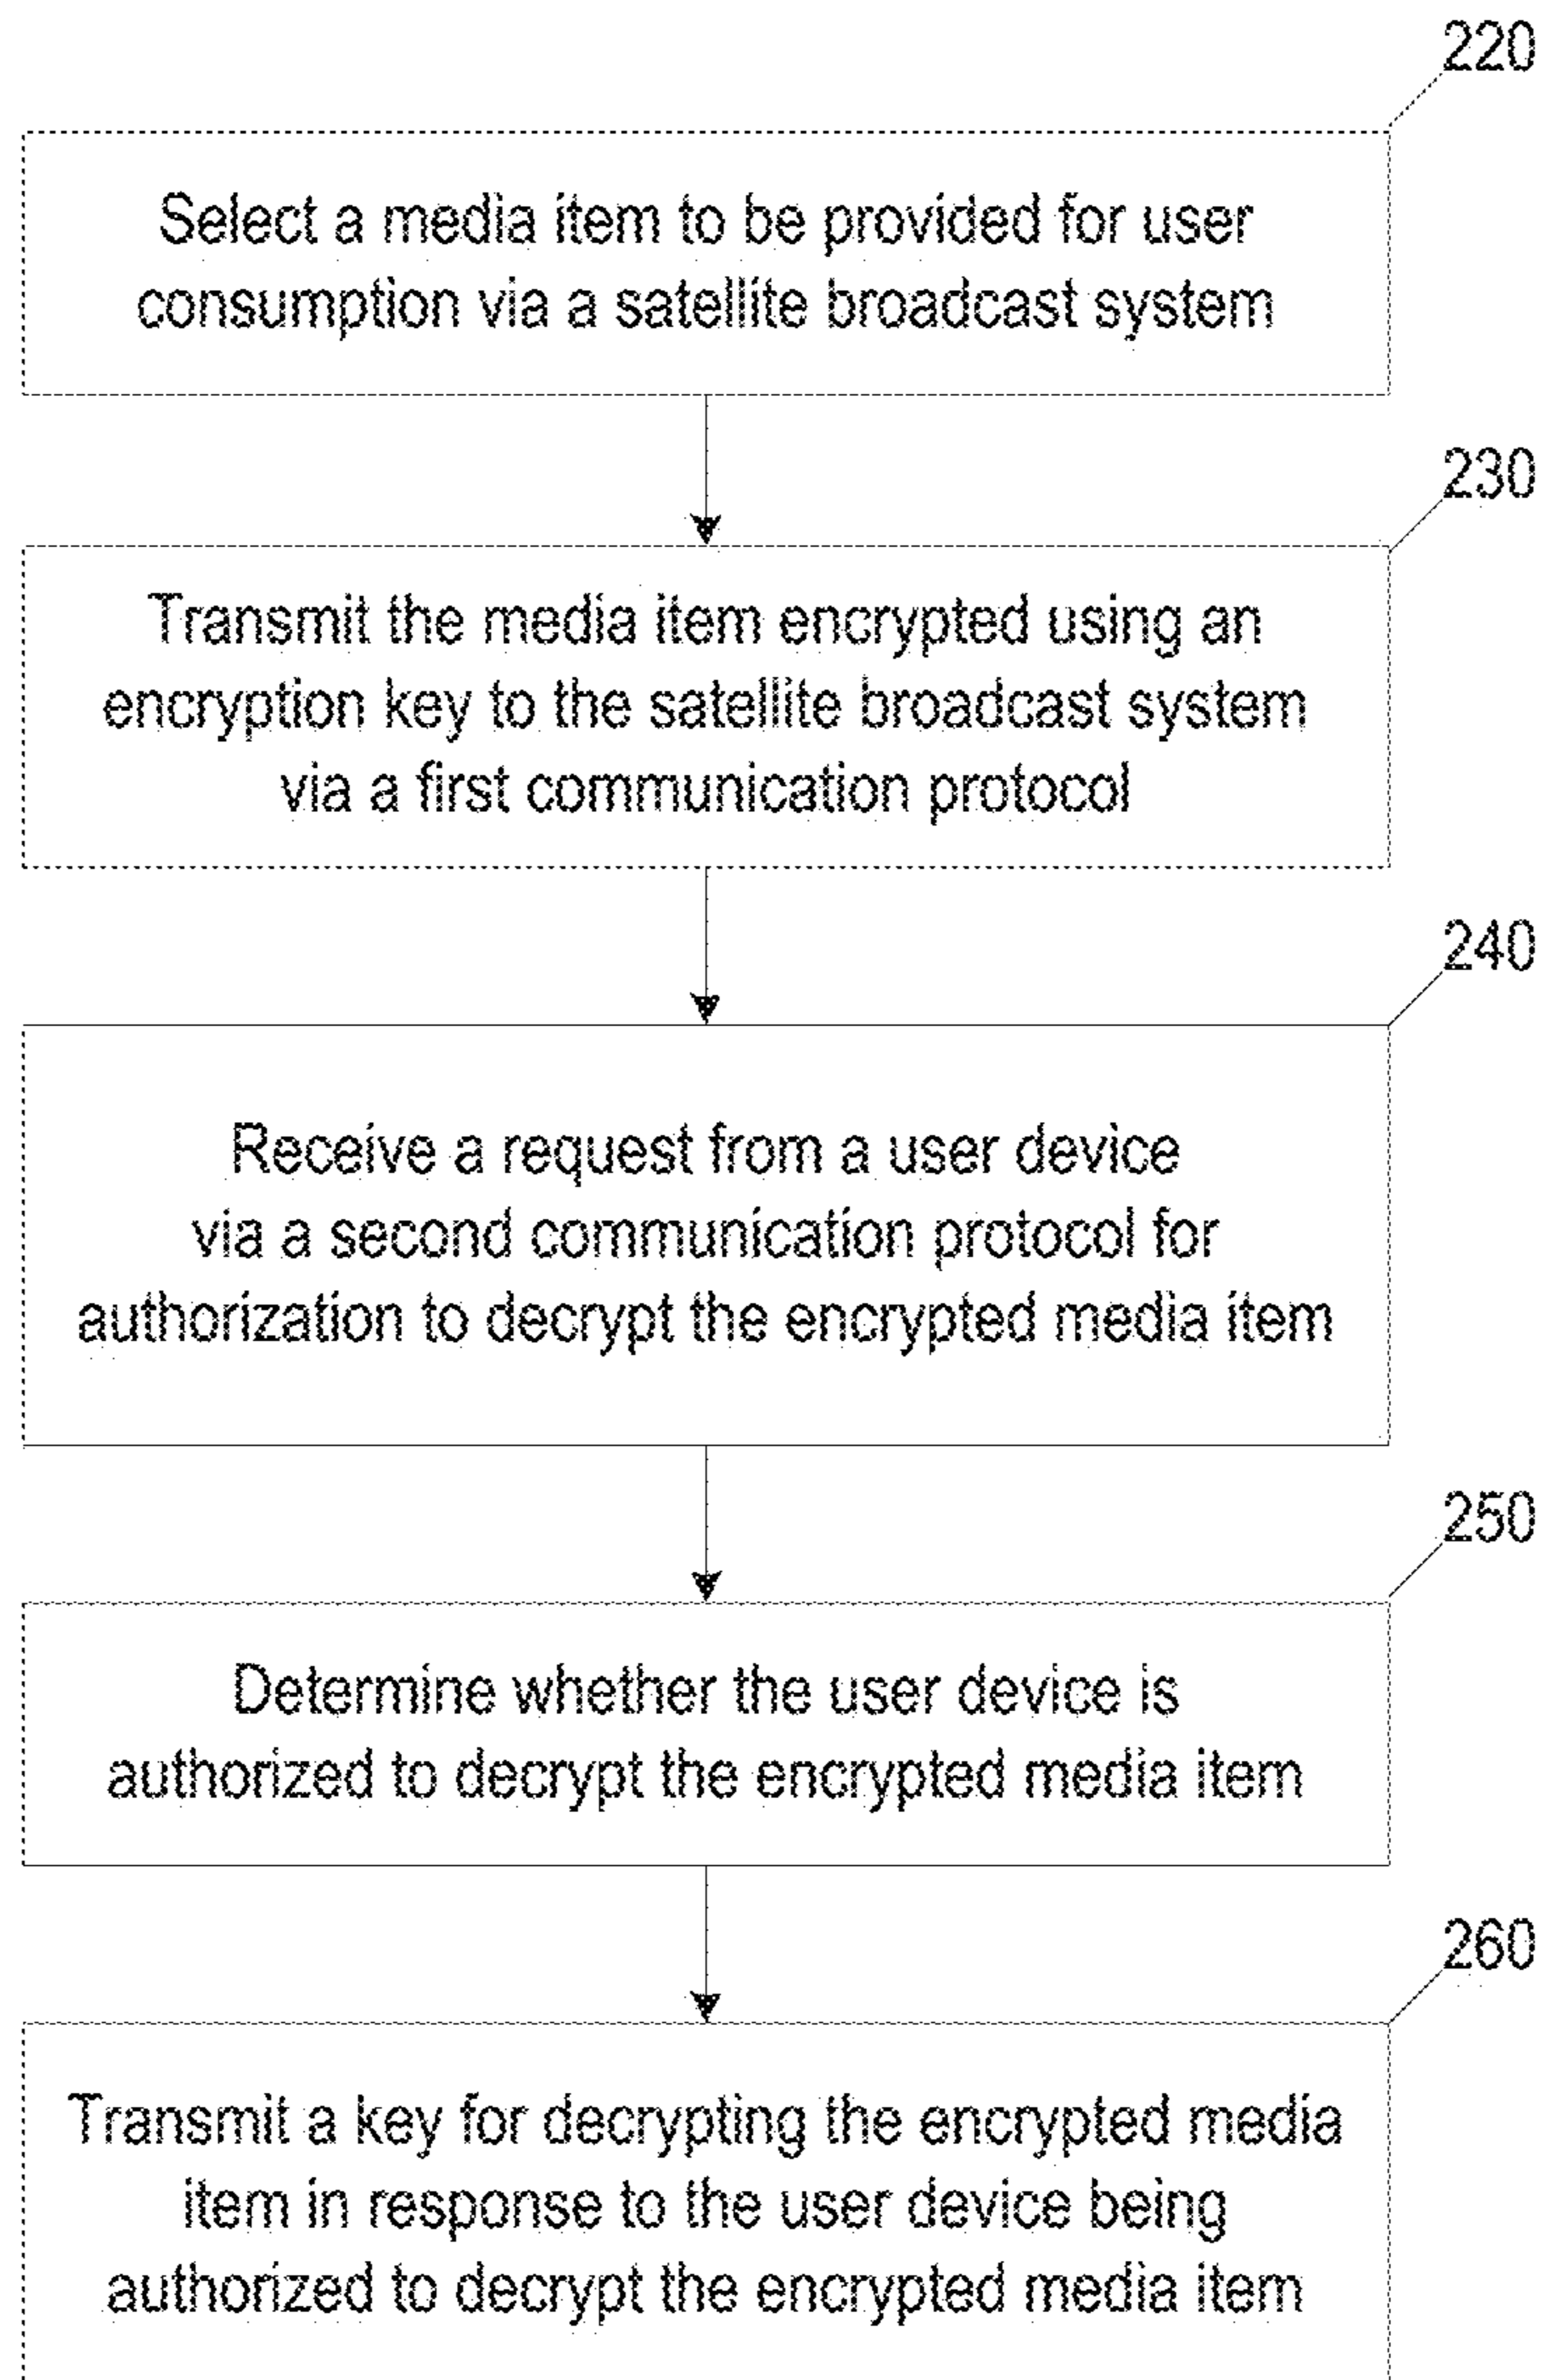 220
Select a media item to be provided for user
consumption via a satellite broadcast system
230
Transmit the media item encrypted using an
encryption key to the satellite broadcast system
via a first communication protocol
240
Receive a request from a user device
via a second communication protocol for
authorization to decrypt the encrypted media item
250
Determine whether the user device is
authorized to decrypt the encrypted media item
260
Transmit a key for decrypting the encrypted media
item in response to the user device being
authorized to decrypt the encrypted media item